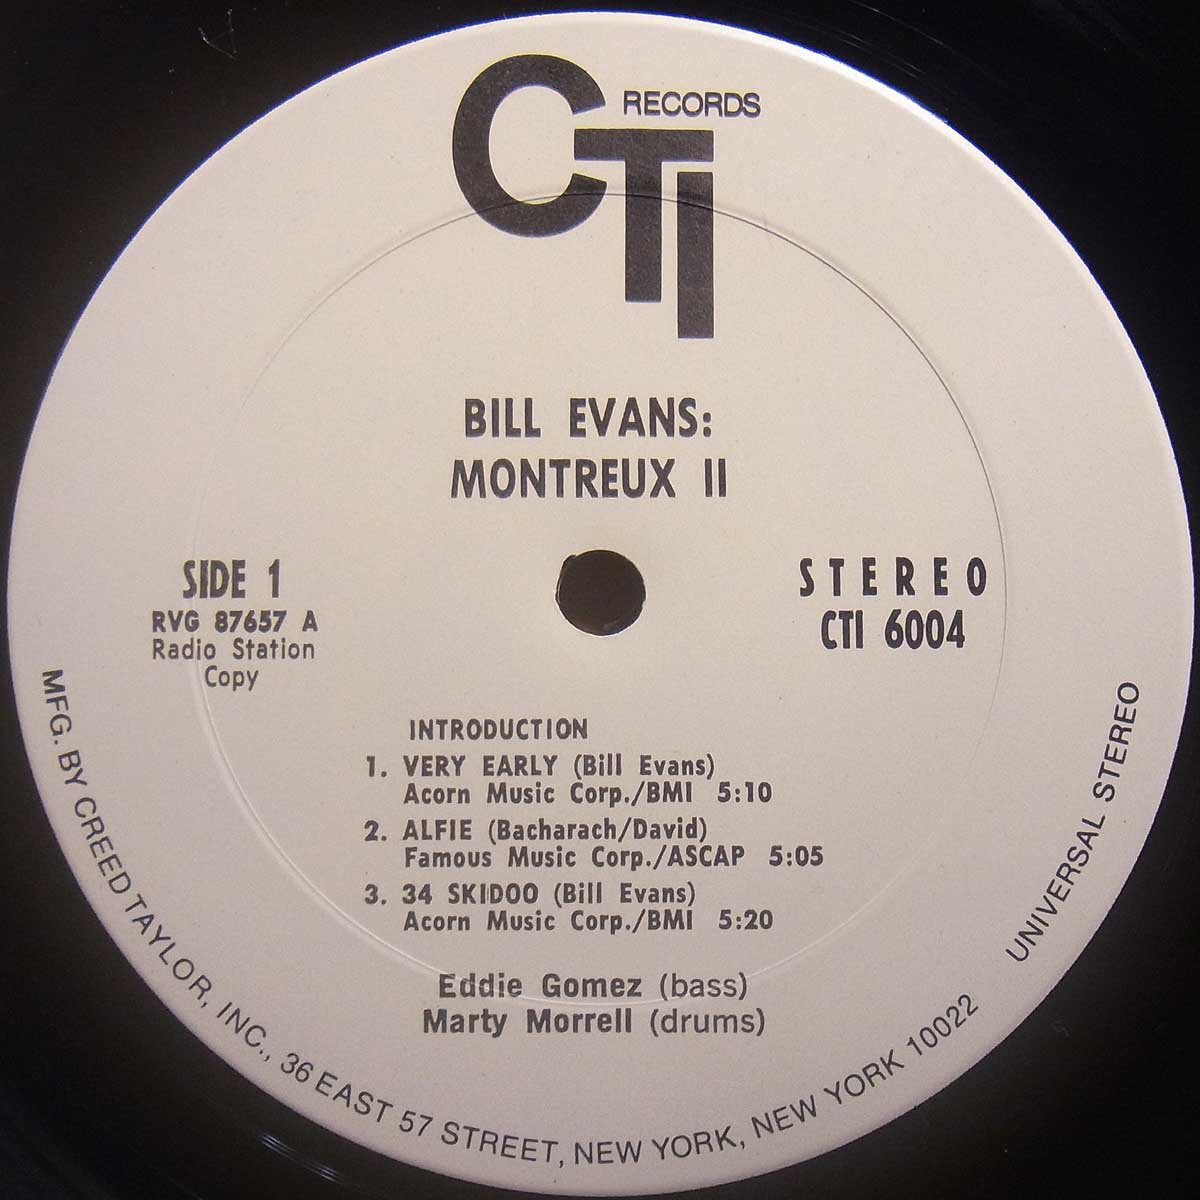 CTI RECORDS
BILL EVANS:
MONTREUX II
SIDE 1
RVG 87657 A
Radio Station
Copy
STEREO
CTI 6004
INTRODUCTION
1. VERY EARLY (Bill Evans)
Acorn Music Corp./BMI 5:10
2. ALFIE (Bacharach/David)
Famous Music Corp./ASCAP 5:05
3. 34 SKIDOO (Bill Evans)
Acorn Music Corp./BMI 5:20
Eddie Gomez (bass)
Marty Morrell (drums)
MFG. BY CREED TAYLOR, INC., 36 EAST 57 STREET, NEW YORK, NEW YORK 10022
UNIVERSAL STEREO